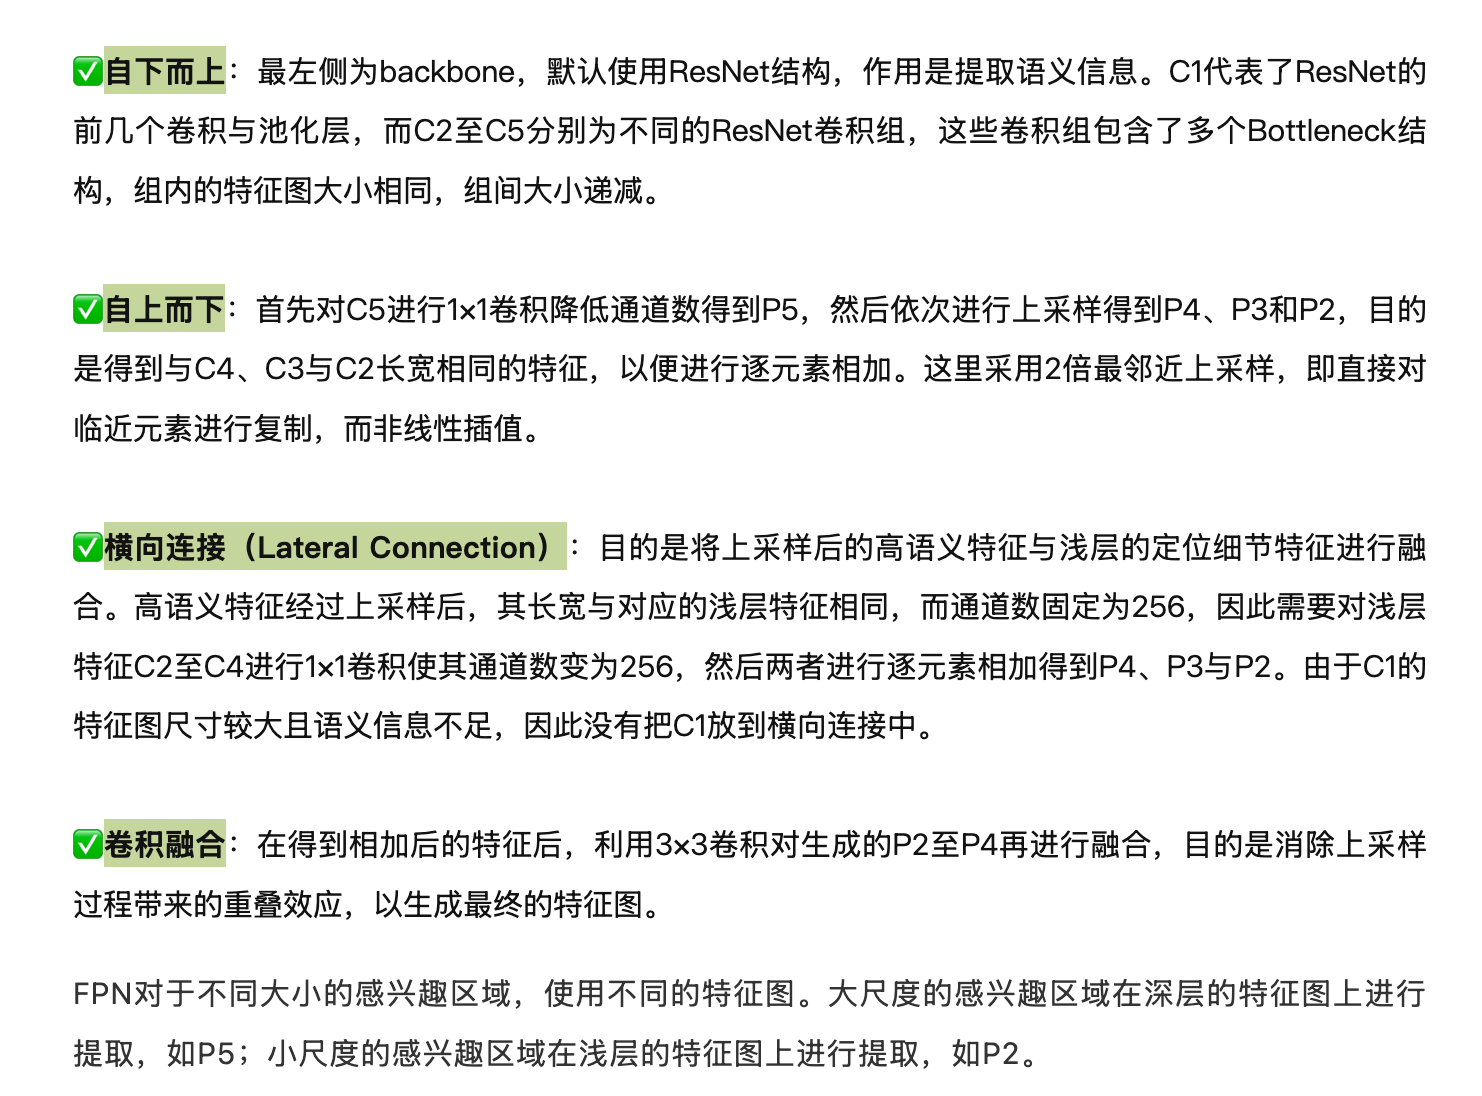 ✅自下而上：最左侧为backbone，默认使用ResNet结构，作用是提取语义信息。C1代表了ResNet的
前几个卷积与池化层，而C2至C5分别为不同的ResNet卷积组，这些卷积组包含了多个Bottleneck结
构，组内的特征图大小相同，组间大小递减。
✅自上而下：首先对C5进行1×1卷积降低通道数得到P5，然后依次进行上采样得到P4、P3和P2，目的
是得到与C4、C3与C2长宽相同的特征，以便进行逐元素相加。这里采用2倍最邻近上采样，即直接对
临近元素进行复制，而非线性插值。
✅横向连接（Lateral Connection）：目的是将上采样后的高语义特征与浅层的定位细节特征进行融
合。高语义特征经过上采样后，其长宽与对应的浅层特征相同，而通道数固定为256，因此需要对浅层
特征C2至C4进行1×1卷积使其通道数变为256，然后两者进行逐元素相加得到P4、P3与P2。由于C1的
特征图尺寸较大且语义信息不足，因此没有把C1放到横向连接中。
✅卷积融合：在得到相加后的特征后，利用3×3卷积对生成的P2至P4再进行融合，目的是消除上采样
过程带来的重叠效应，以生成最终的特征图。
FPN对于不同大小的感兴趣区域，使用不同的特征图。大尺度的感兴趣区域在深层的特征图上进行
提取，如P5；小尺度的感兴趣区域在浅层的特征图上进行提取，如P2。